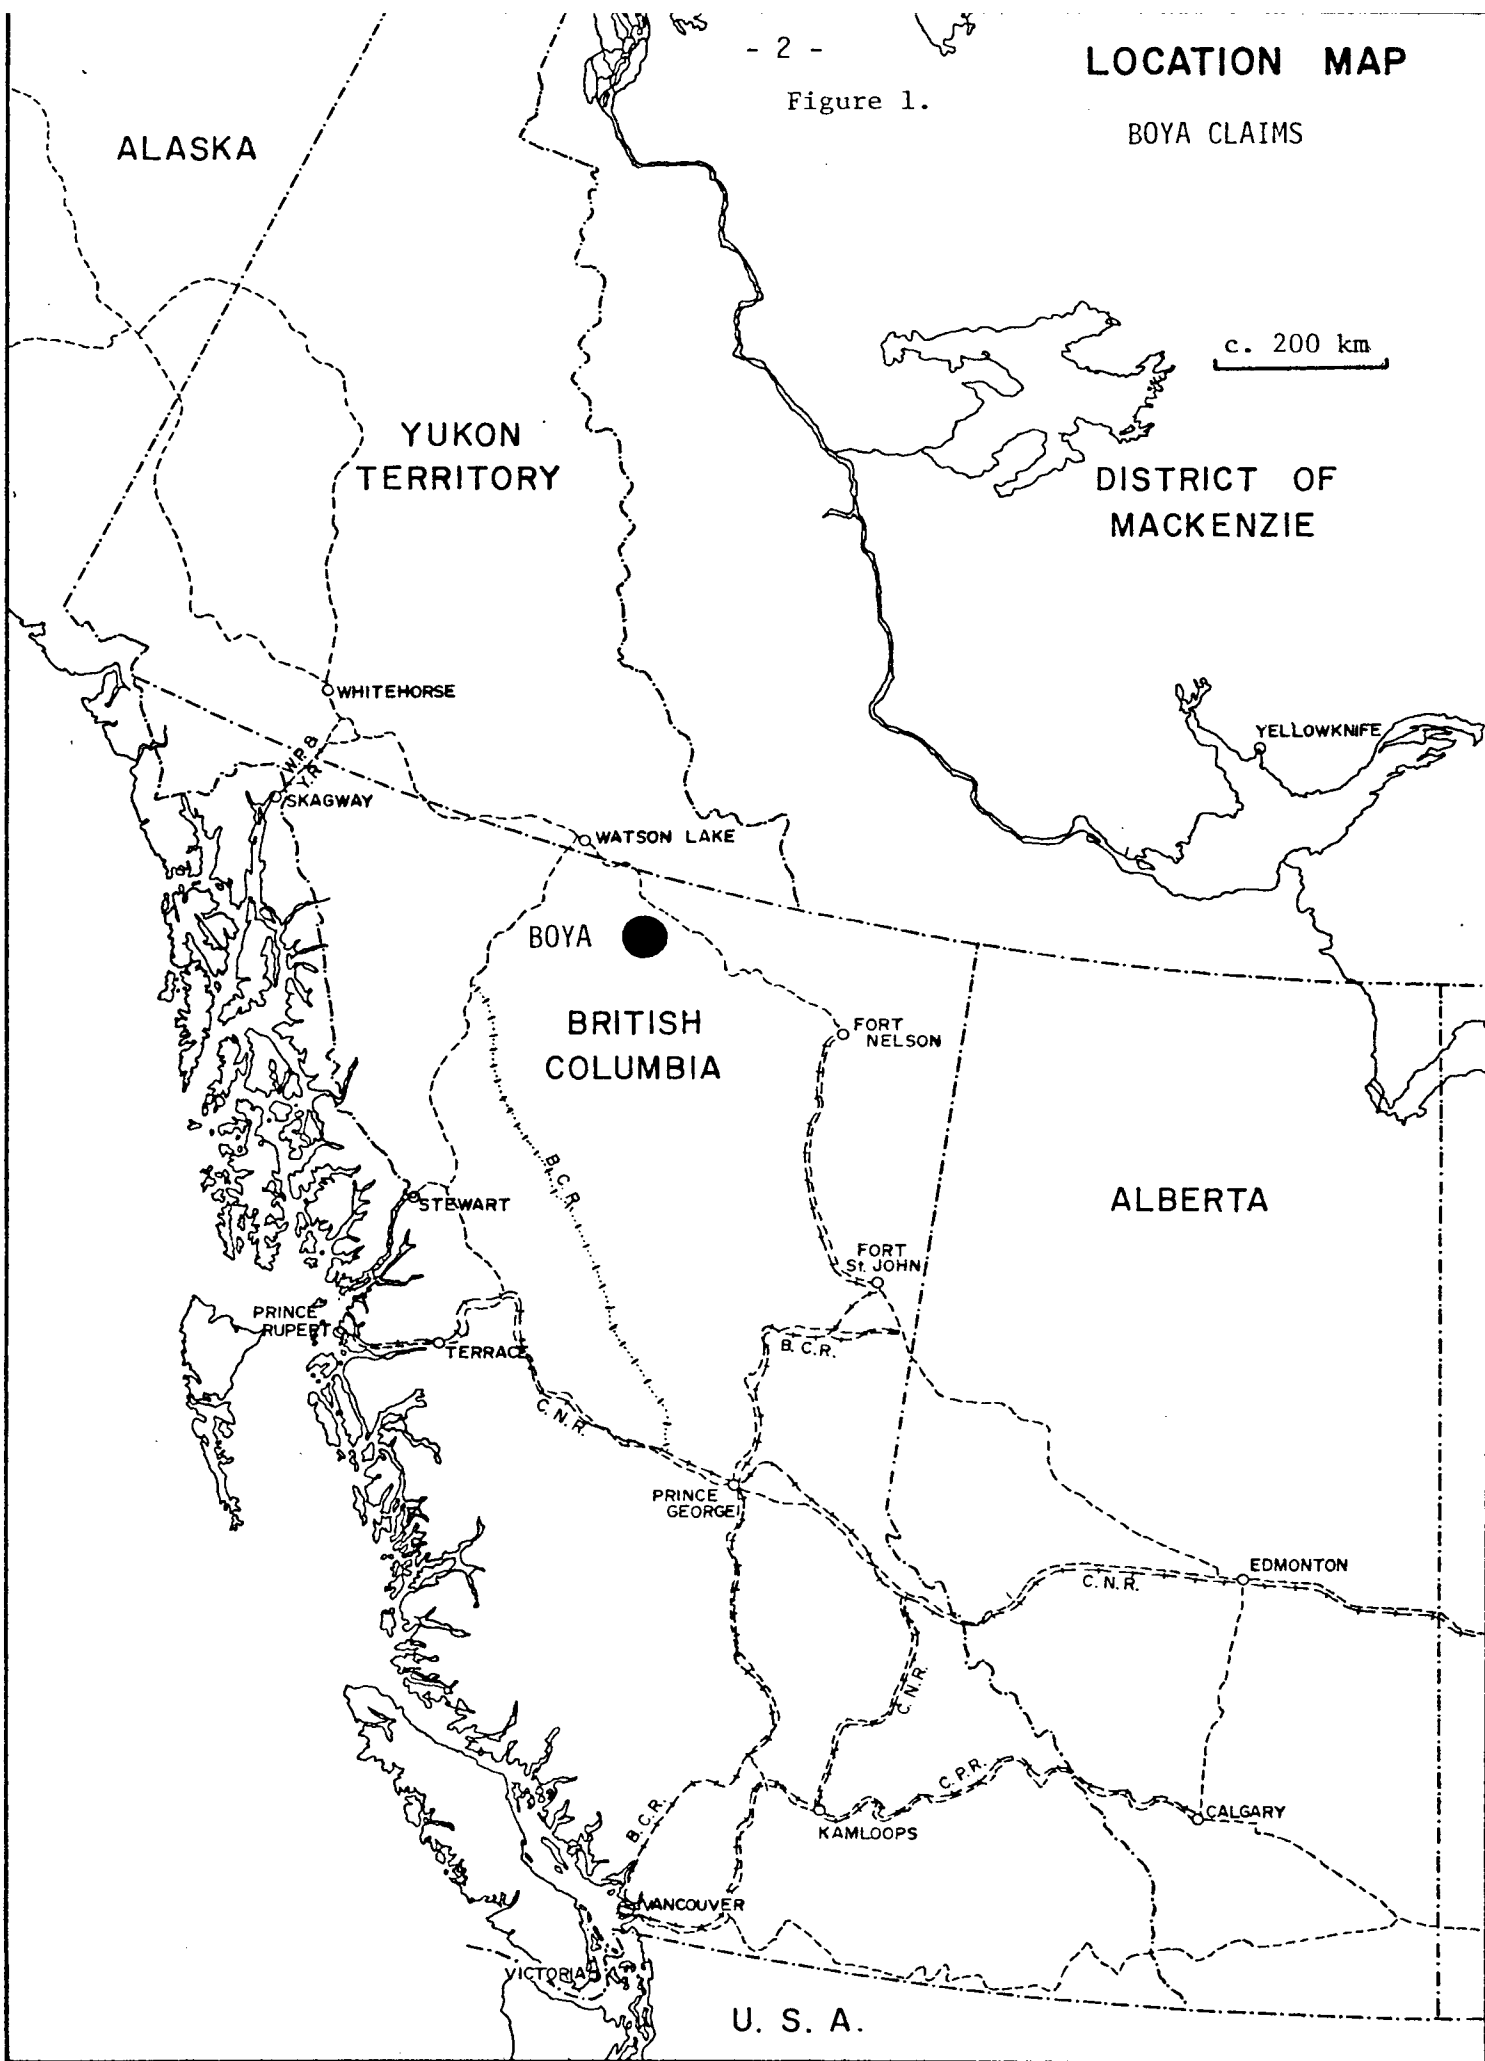 - 2 -
LOCATION MAP
Figure 1.
BOYA CLAIMS
ALASKA
c. 200 km
YUKON
TERRITORY
DISTRICT OF
MACKENZIE
WHITEHORSE
YELLOWKNIFE
W.P. &
Y.R.
SKAGWAY
WATSON LAKE
BOYA
BRITISH
COLUMBIA
FORT
NELSON
B.C.R.
STEWART
ALBERTA
FORT
St. JOHN
PRINCE
RUPERT
TERRACE
B.C.R.
C.N.R.
PRINCE
GEORGE
EDMONTON
C.N.R.
C.N.R.
C.P.R.
B.C.R.
KAMLOOPS
CALGARY
VANCOUVER
VICTORIA
U. S. A.